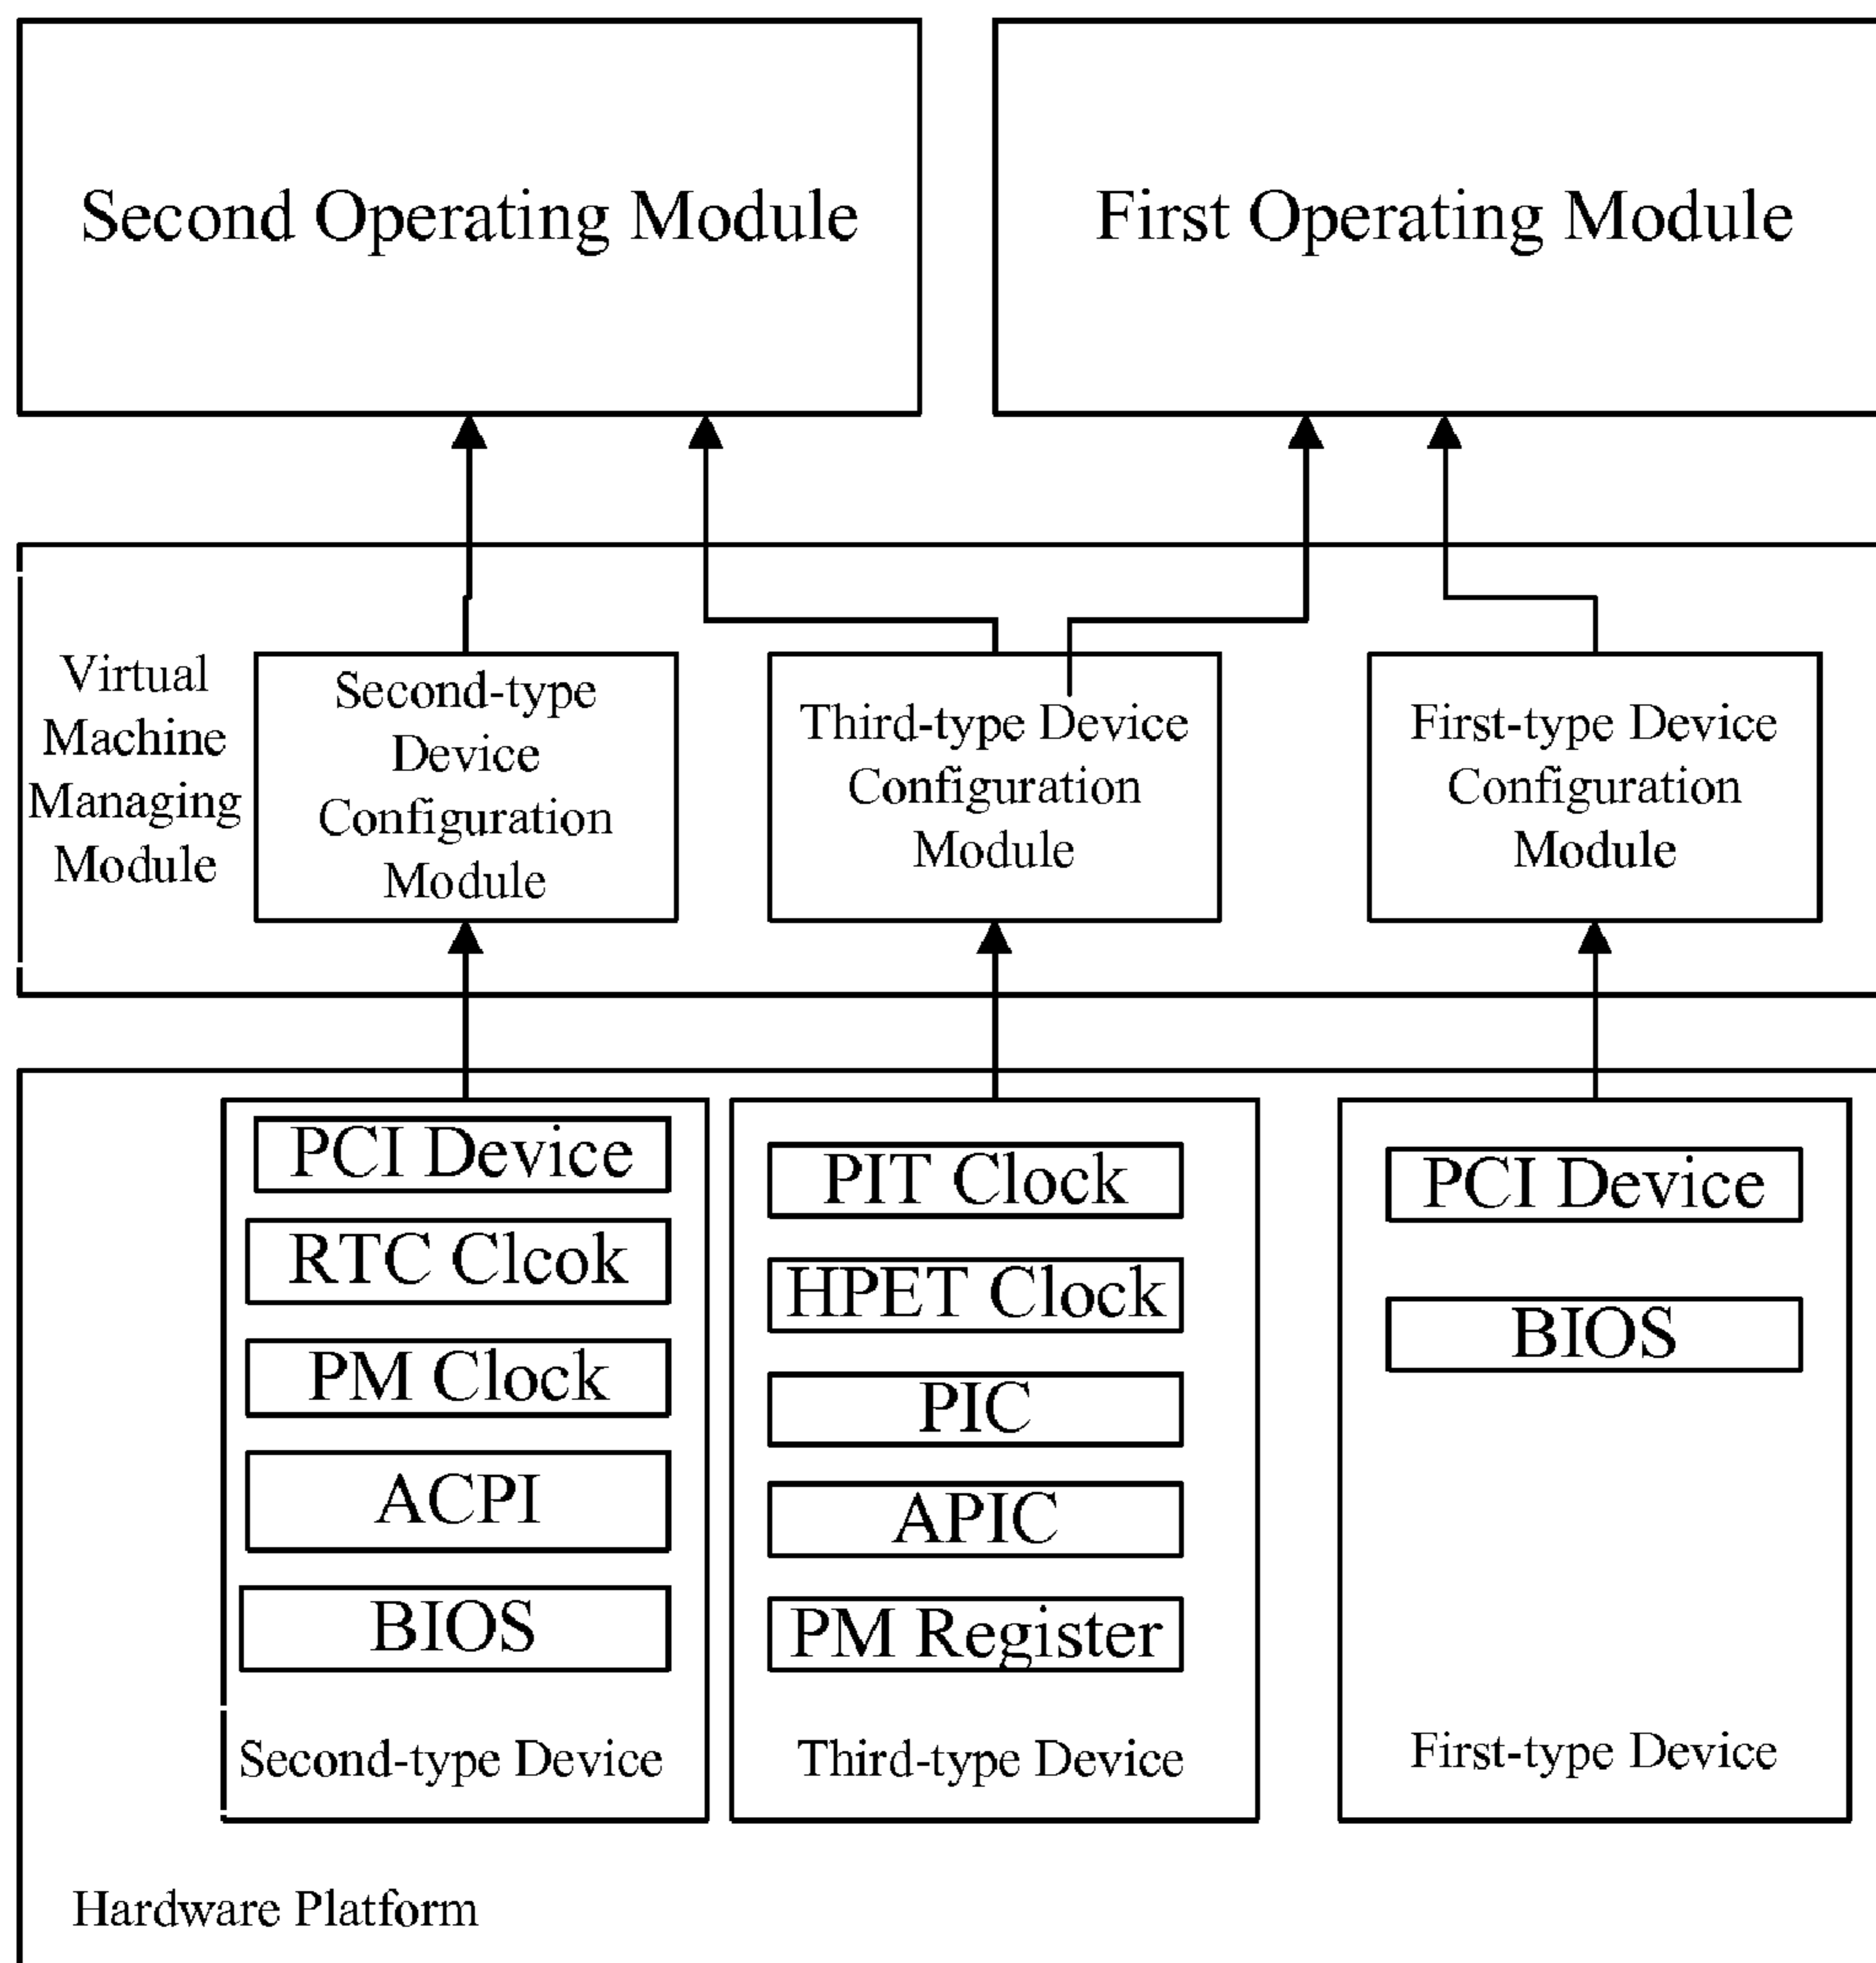 Second Operating Module
First Operating Module
Virtual
Machine
Managing
Module
Second-type
Device
Configuration
Module
Third-type Device
Configuration
Module
First-type Device
Configuration
Module
PCI Device
RTC Clcok
PM Clock
ACPI
BIOS
Second-type Device
PIT Clock
HPET Clock
PIC
APIC
PM Register
Third-type Device
PCI Device
BIOS
First-type Device
Hardware Platform